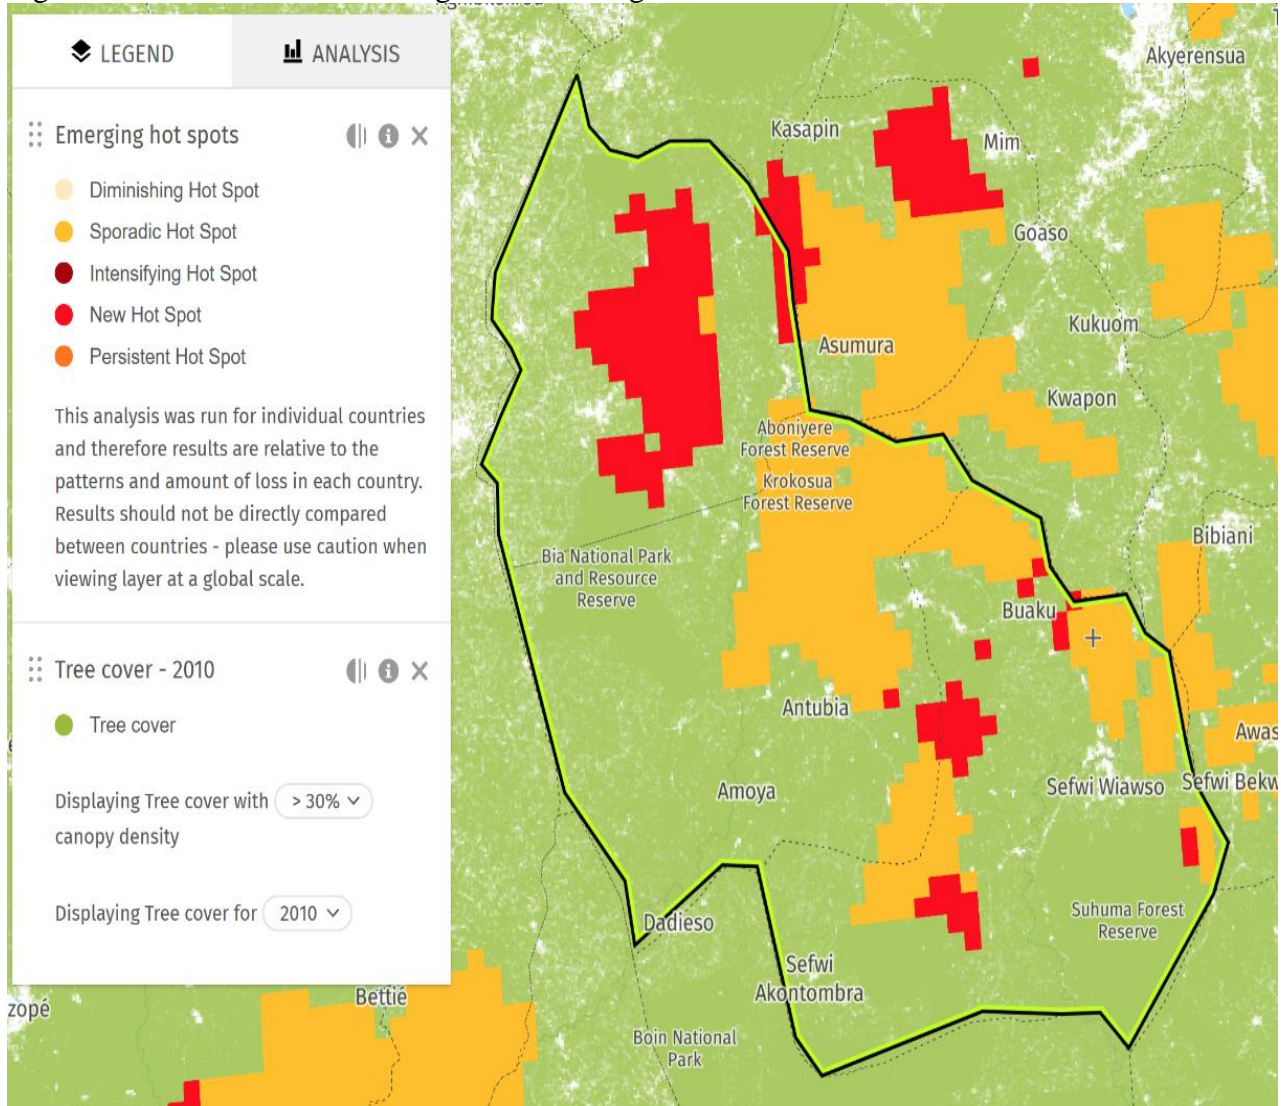 LEGEND
ANALYSIS
Emerging hot spots
Diminishing Hot Spot
Sporadic Hot Spot
Intensifying Hot Spot
New Hot Spot
Persistent Hot Spot
This analysis was run for individual countries
and therefore results are relative to the
patterns and amount of loss in each country.
Results should not be directly compared
between countries - please use caution when
viewing layer at a global scale.
Tree cover - 2010
Tree cover
Displaying Tree cover with > 30%
canopy density
Displaying Tree cover for 2010
Akyerensua
Kasapin
Mim
Goaso
Kukuom
Asumura
Kwapon
Aboniyere
Forest Reserve
Krokosua
Forest Reserve
Bibiani
Bia National Park
and Resource
Reserve
Buaku
Antubia
Awas
Amoya
Sefwi Wiawso
Sefwi Bekw
Dadieso
Suhuma Forest
Reserve
Sefwi
Akontombra
Bettié
zopé
Boin National
Park